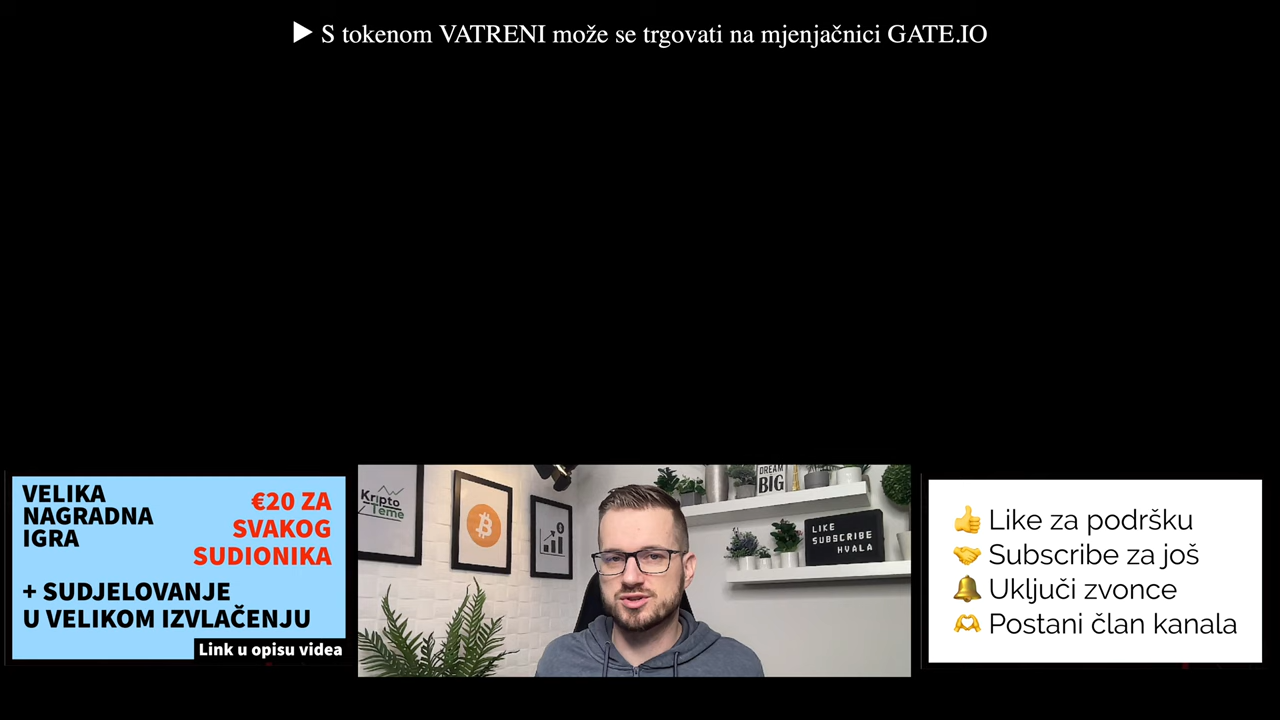 ▶ S tokenom VATRENI može se trgovati na mjenjačnici GATE.IO
VELIKA
NAGRADNA
IGRA
€20 ZA
SVAKOG
SUDIONIKA
+ SUDJELOVANJE
U VELIKOM IZVLAČENJU
Link u opisu videa
Kripto
Teme
DREAM
BIG
LIKE
SUBSCRIBE
HVALA
👍 Like za podršku
🤝 Subscribe za još
🔔 Uključi zvonce
🫶 Postani član kanala